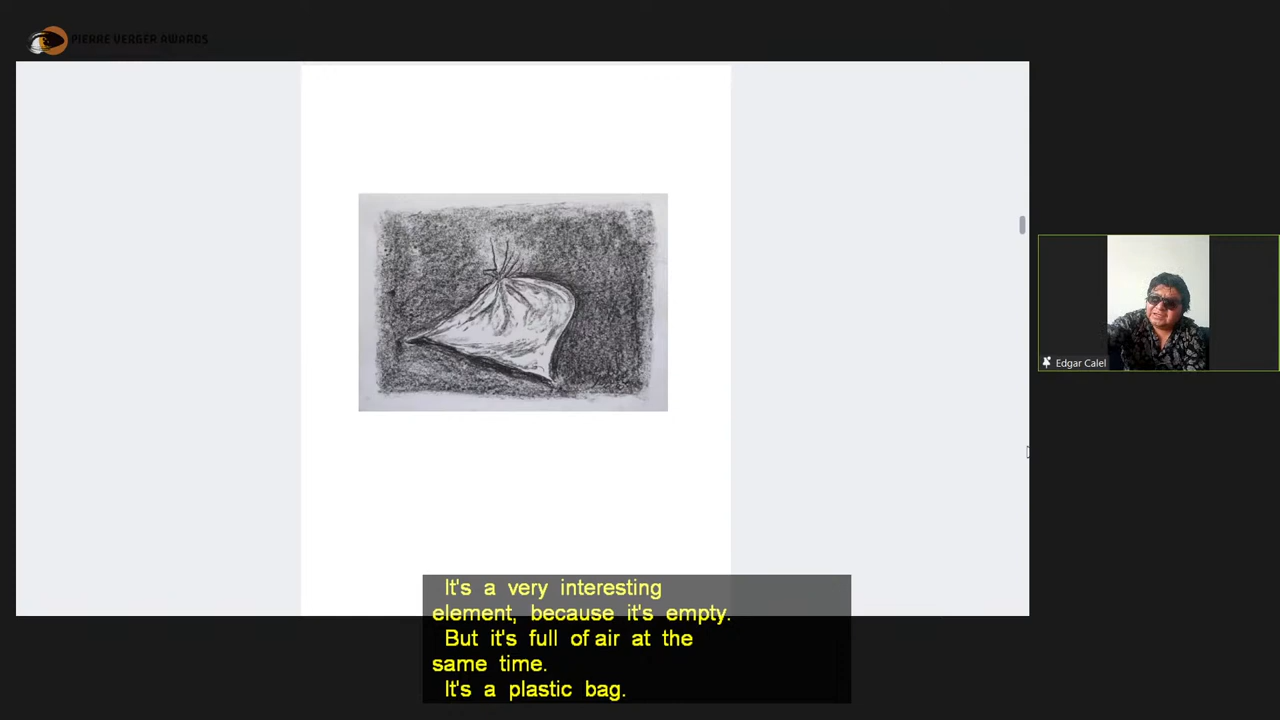 PIERRE VERGER AWARDS
Edgar Calel
It's a very interesting
element, because it's empty.
But it's full of air at the
same time.
It's a plastic bag.